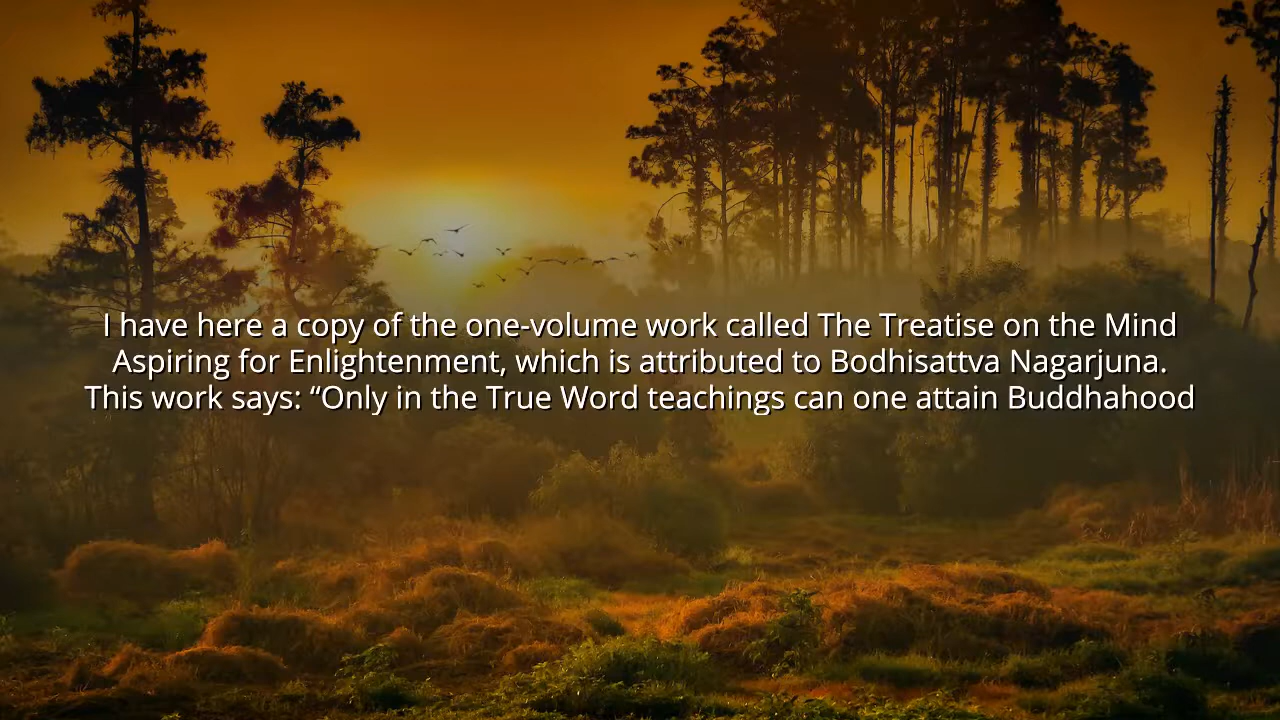 I have here a copy of the one-volume work called The Treatise on the Mind
Aspiring for Enlightenment, which is attributed to Bodhisattva Nagarjuna.
This work says: “Only in the True Word teachings can one attain Buddhahood